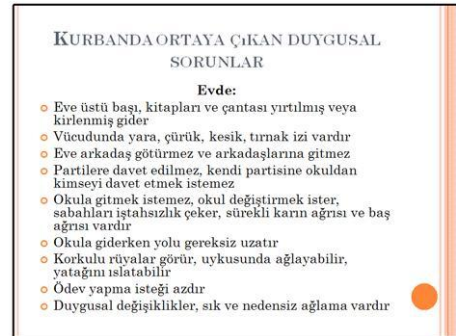 KURBANDA ORTAYA ÇıKAN DUYGUSAL
SORUNLAR
Evde:
Eve üstü başı, kitapları ve çantası yırtılmış veya
kirlenmiş gider
Vücudunda yara, çürük, kesik, tırnak izi vardır
Eve arkadaş götürmez ve arkadaşlarına gitmez
Partilere davet edilmez, kendi partisine okuldan
kimseyi davet etmek istemez
Okula gitmek istemez, okul değiştirmek ister,
sabahları iştahsızlık çeker, sürekli karın ağrısı ve baş
ağrısı vardır
Okula giderken yolu gereksiz uzatır
Korkulu rüyalar görür, uykusunda ağlayabilir,
yatağını ıslatabilir
Ödev yapma isteği azdır
Duygusal değişiklikler, sık ve nedensiz ağlama vardır